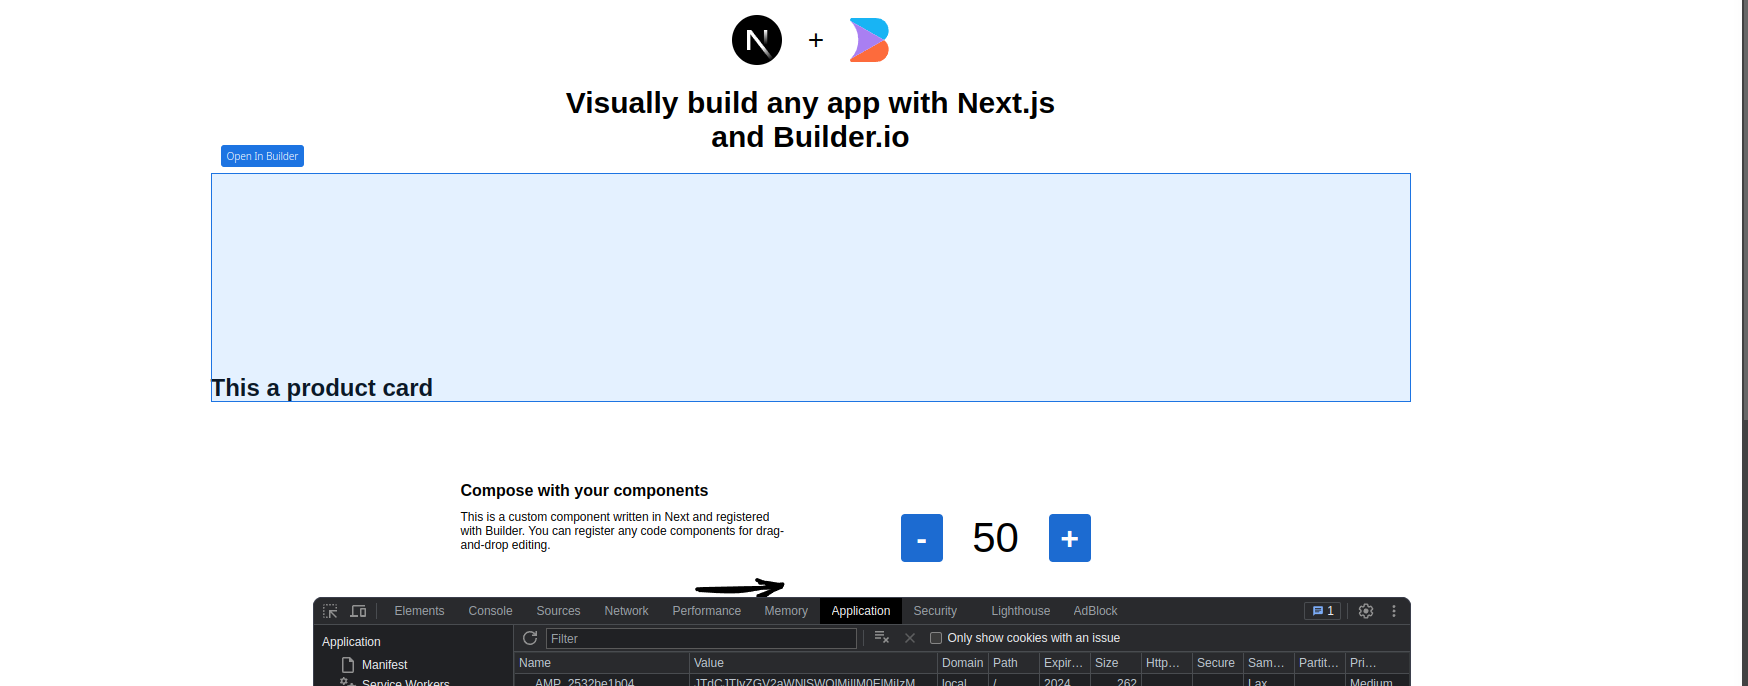 N
+
Visually build any app with Next.js
and Builder.io
Open In Builder
This a product card
Compose with your components
This is a custom component written in Next and registered
with Builder. You can register any code components for drag-
and-drop editing.
- 50 +
Elements Console Sources Network Performance Memory Application Security Lighthouse AdBlock 1
Application
Filter
Only show cookies with an issue
Name Value Domain Path Expir... Size Http... Secure Sam... Partit... Pri...
Manifest
Service Workers
AMP_2532be1b04 local / 2024 262 Lax Medium